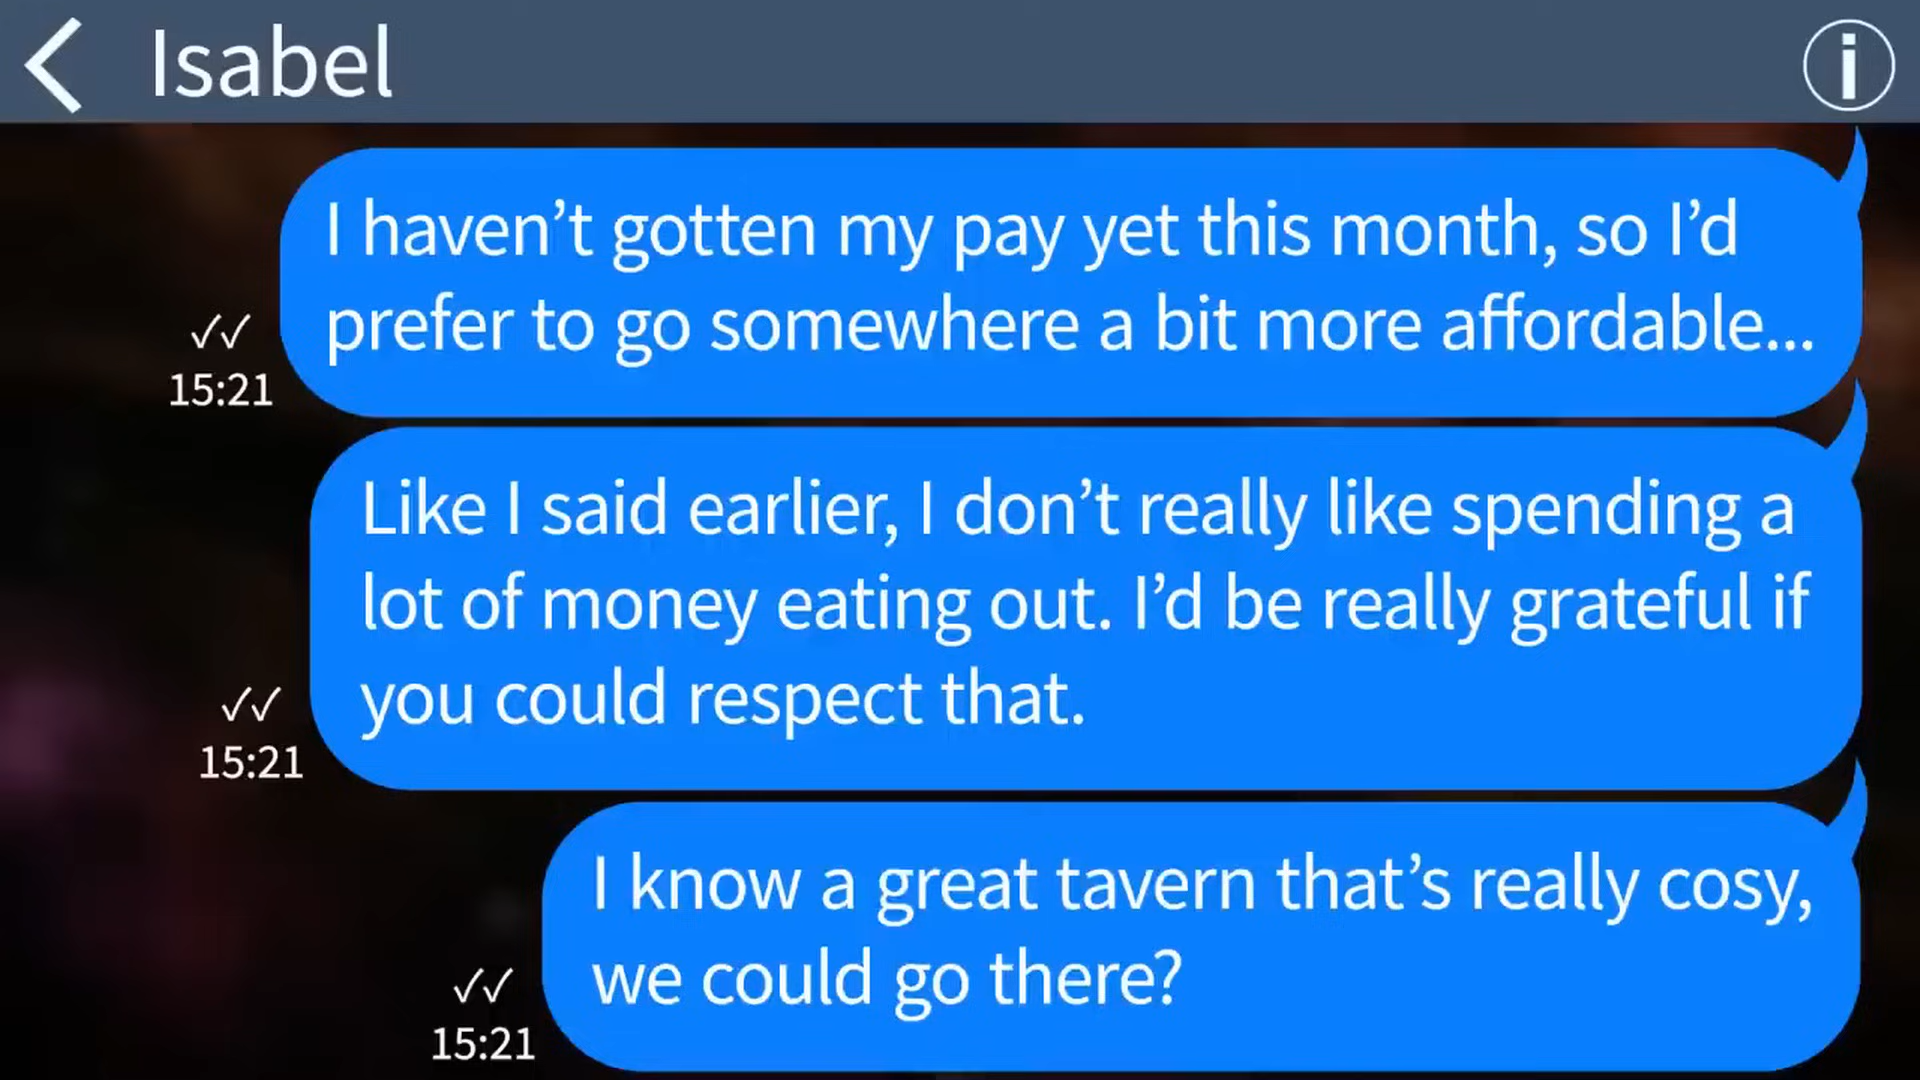 Isabel
I haven’t gotten my pay yet this month, so I’d
prefer to go somewhere a bit more affordable...
✓✓
15:21
Like I said earlier, I don’t really like spending a
lot of money eating out. I’d be really grateful if
you could respect that.
✓✓
15:21
I know a great tavern that’s really cosy,
we could go there?
✓✓
15:21